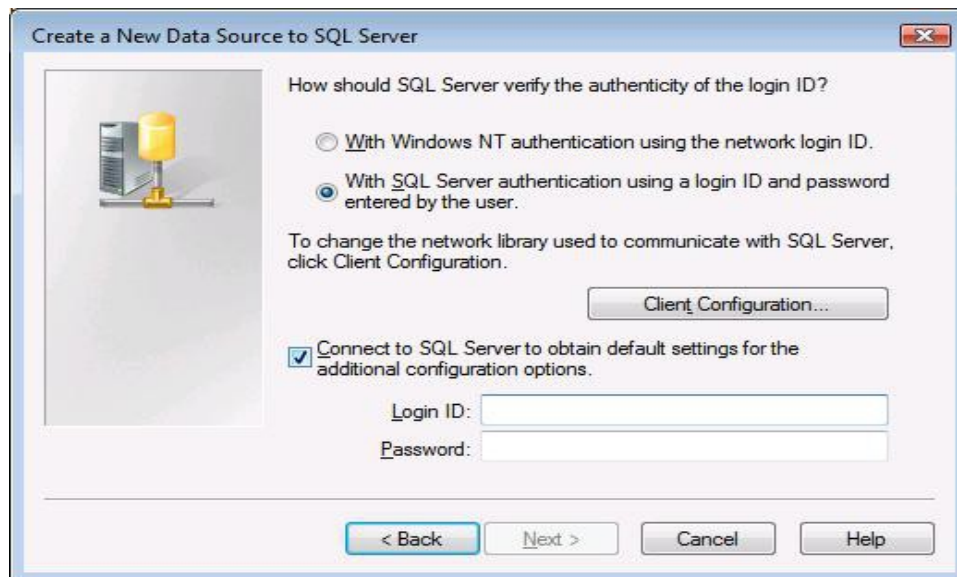 Create a New Data Source to SQL Server
How should SQL Server verify the authenticity of the login ID?
With Windows NT authentication using the network login ID.
With SQL Server authentication using a login ID and password
entered by the user.
To change the network library used to communicate with SQL Server,
click Client Configuration.
Client Configuration...
Connect to SQL Server to obtain default settings for the
additional configuration options.
Login ID:
Password:
< Back
Next >
Cancel
Help